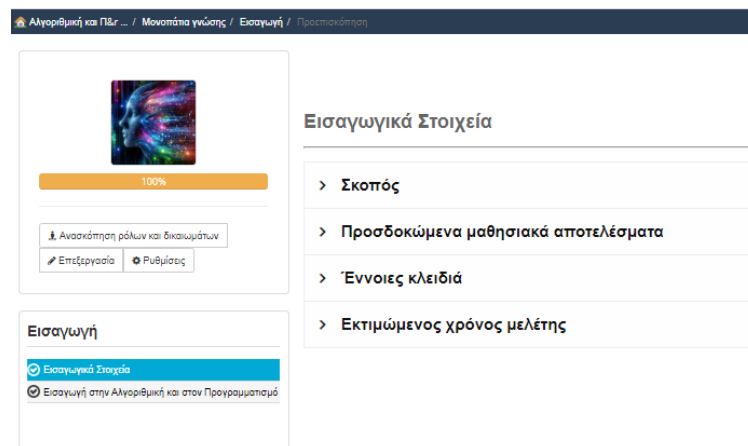 Αλγοριθμική και Π&r ... / Μονοπάτια γνώσης / Εισαγωγή / Προεπισκόπηση
100%
Ανασκόπηση ρόλων και δικαιωμάτων
Επεξεργασία Ρυθμίσεις
Εισαγωγή
Εισαγωγικά Στοιχεία
Εισαγωγή στην Αλγοριθμική και στον Προγραμματισμό
Εισαγωγικά Στοιχεία
Σκοπός
Προσδοκώμενα μαθησιακά αποτελέσματα
Έννοιες κλειδιά
Εκτιμώμενος χρόνος μελέτης